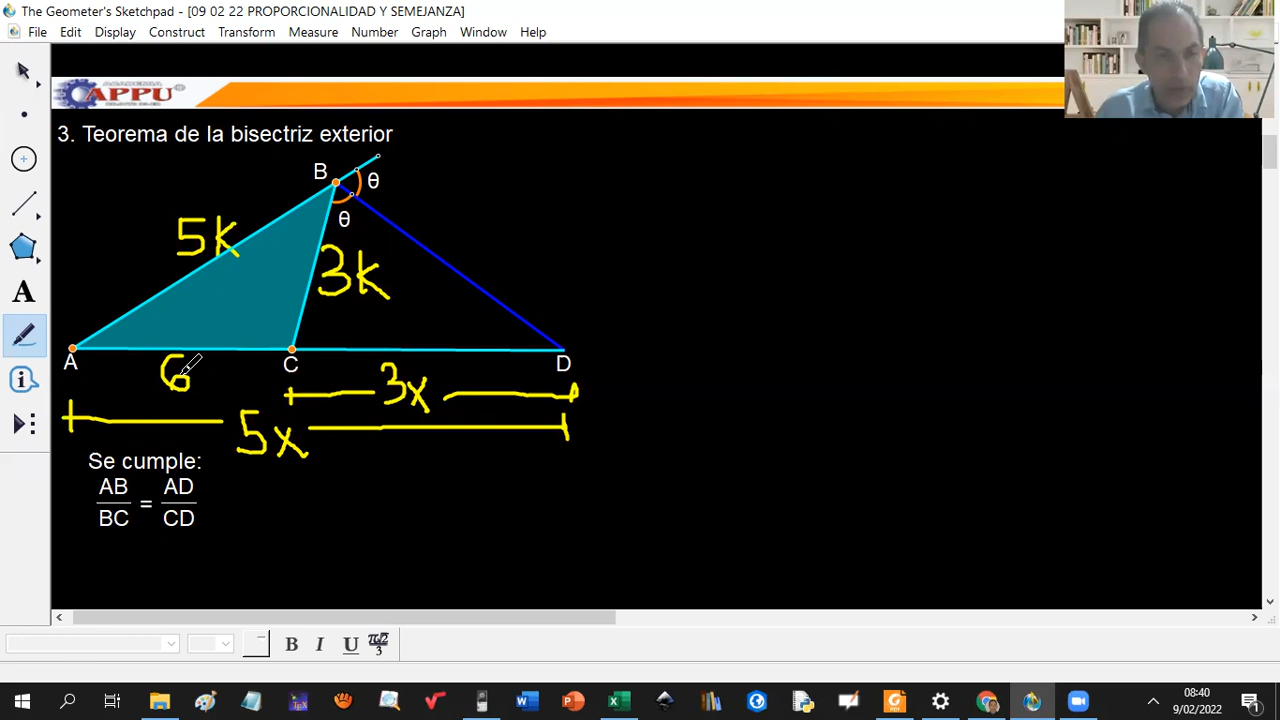 The Geometer's Sketchpad - [09 02 22 PROPORCIONALIDAD Y SEMEJANZA]
File Edit Display Construct Transform Measure Number Graph Window Help
APPU
3. Teorema de la bisectriz exterior
B
θ
θ
5k
3k
A
C
D
6
3x
5x
Se cumple:
AB = AD
BC CD
B I U
08:40
9/02/2022